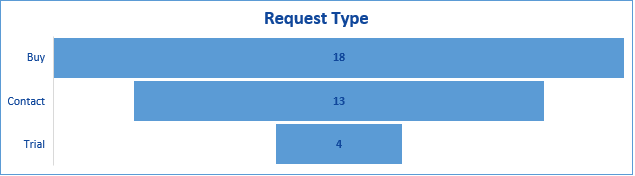 Request Type
Buy 18
Contact 13
Trial 4